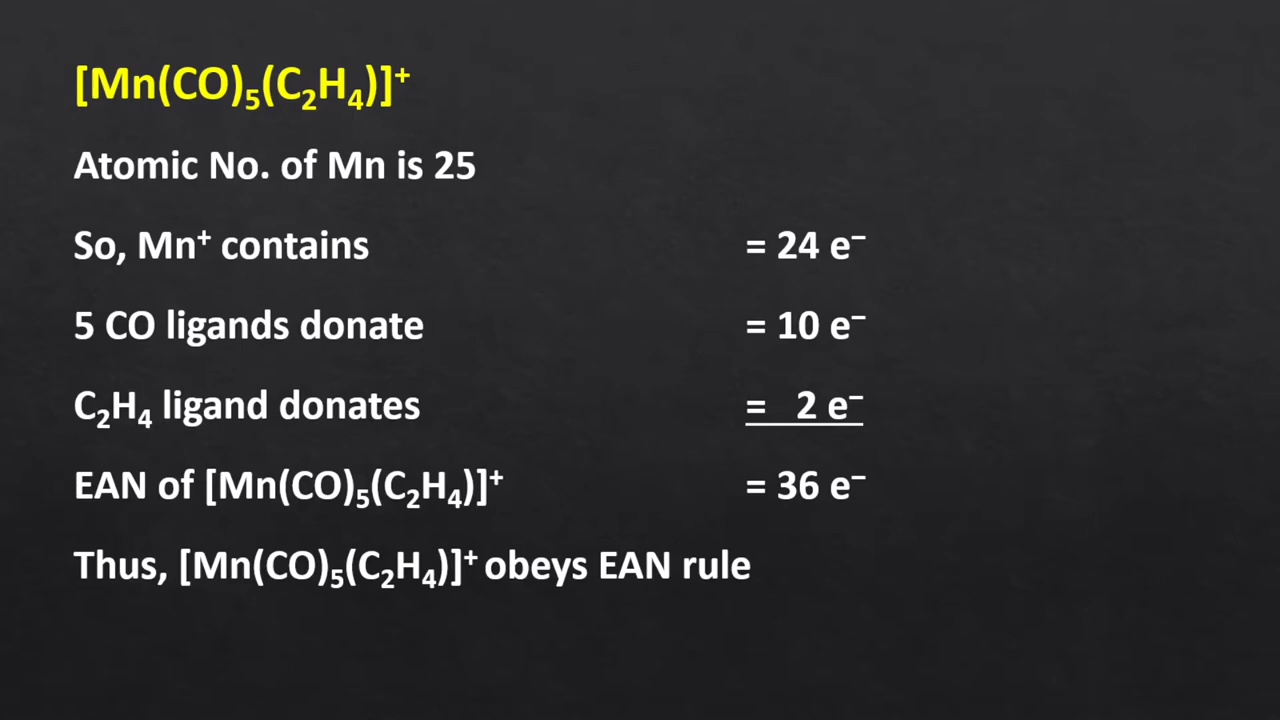 [Mn(CO)₅(C₂H₄)]⁺
Atomic No. of Mn is 25
So, Mn⁺ contains = 24 e⁻
5 CO ligands donate = 10 e⁻
C₂H₄ ligand donates = 2 e⁻
EAN of [Mn(CO)₅(C₂H₄)]⁺ = 36 e⁻
Thus, [Mn(CO)₅(C₂H₄)]⁺ obeys EAN rule